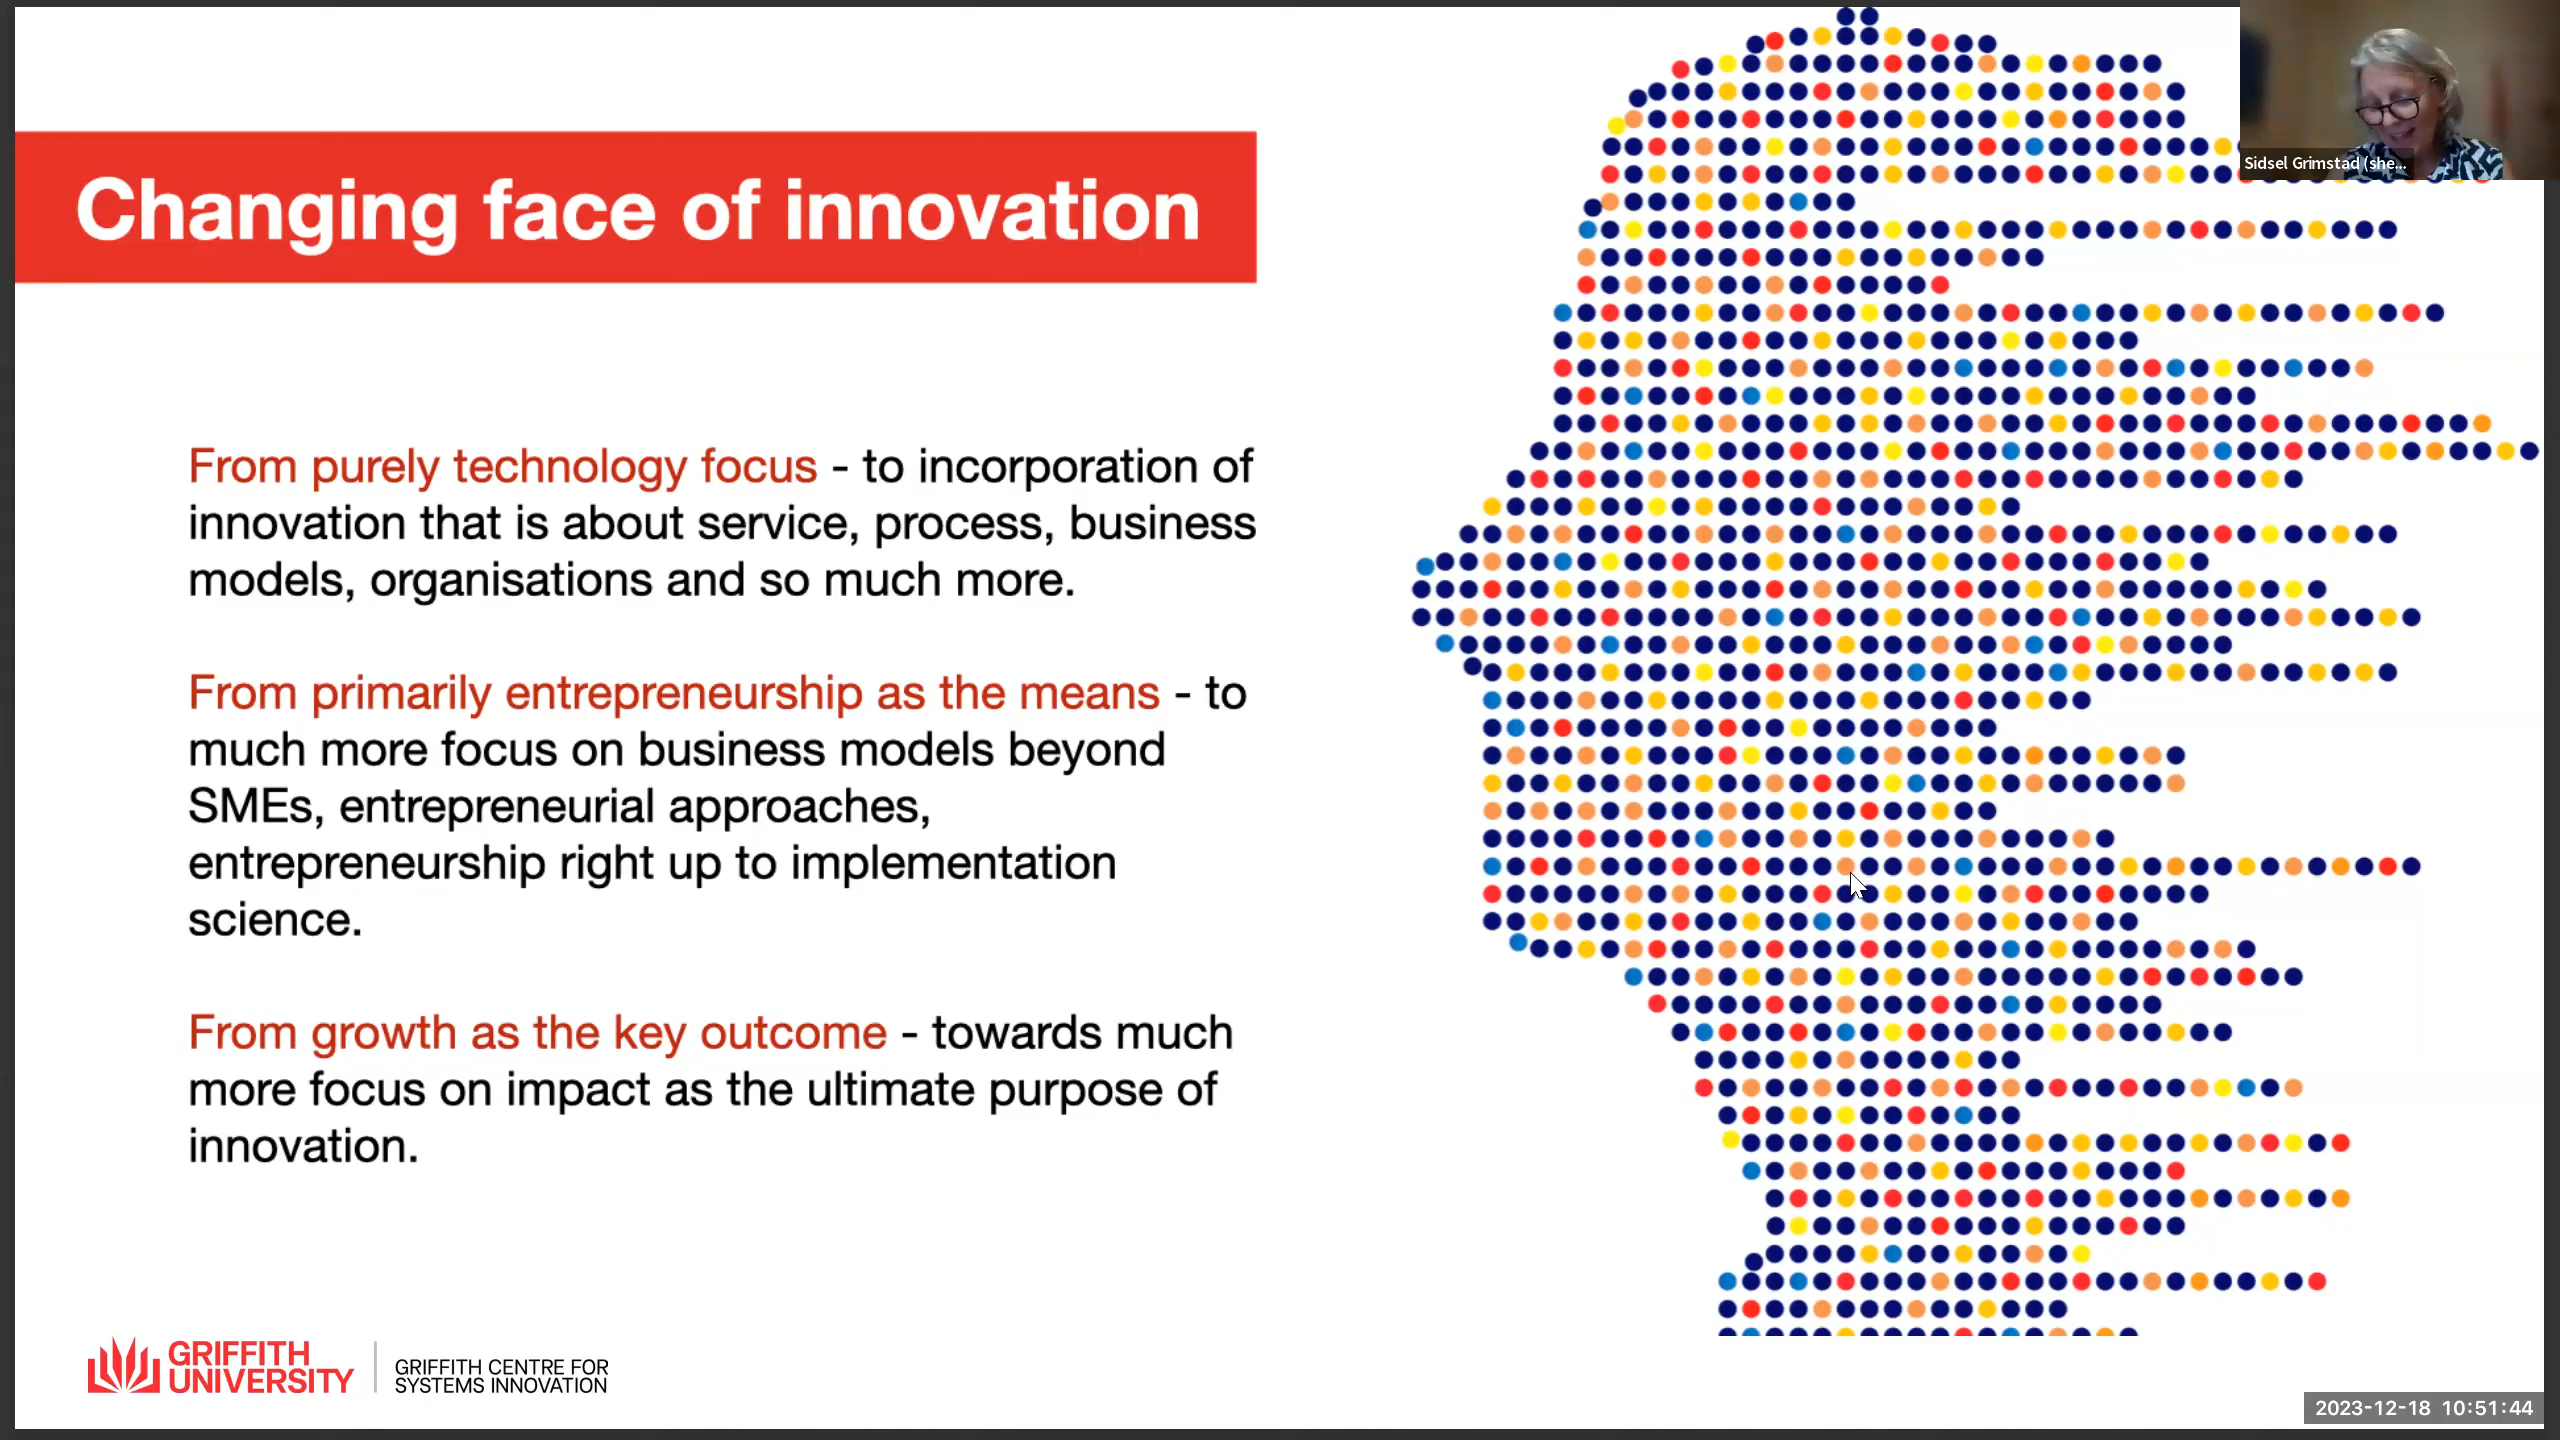 Changing face of innovation
Sidsel Grimstad (she...
From purely technology focus - to incorporation of
innovation that is about service, process, business
models, organisations and so much more.
From primarily entrepreneurship as the means - to
much more focus on business models beyond
SMEs, entrepreneurial approaches,
entrepreneurship right up to implementation
science.
From growth as the key outcome - towards much
more focus on impact as the ultimate purpose of
innovation.
GRIFFITH
UNIVERSITY
GRIFFITH CENTRE FOR
SYSTEMS INNOVATION
2023-12-18 10:51:44